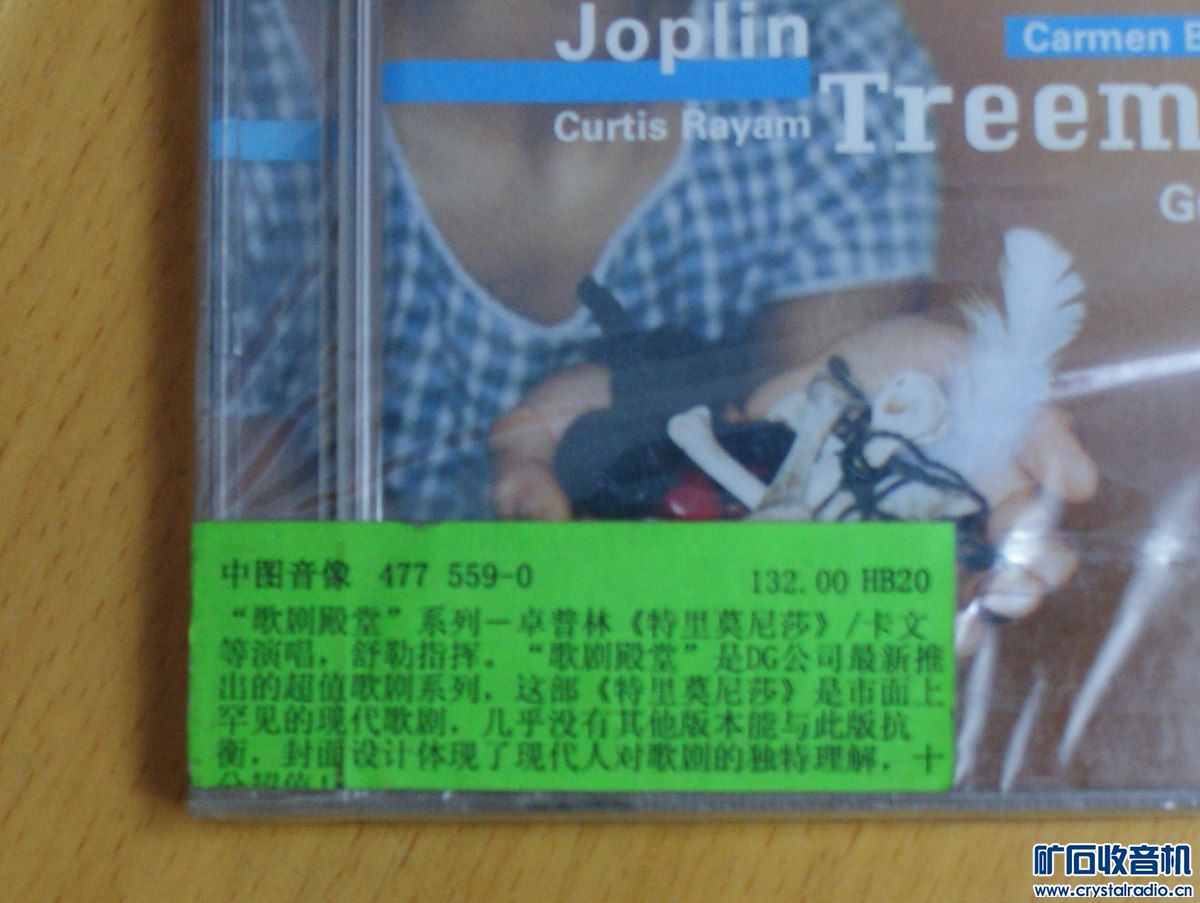 Joplin
Carmen B
Curtis Rayam
Treem
G
中图音像 477 559-0 132.00 HB20
“歌剧殿堂”系列—卓普林《特里莫尼莎》/卡文
等演唱，舒勒指挥．“歌剧殿堂”是DG公司最新推
出的超值歌剧系列．这部《特里莫尼莎》是市面上
罕见的现代歌剧．几乎没有其他版本能与此版抗
衡．封面设计体现了现代人对歌剧的独特理解．十
分超值！
矿石收音机
www.crystalradio.cn